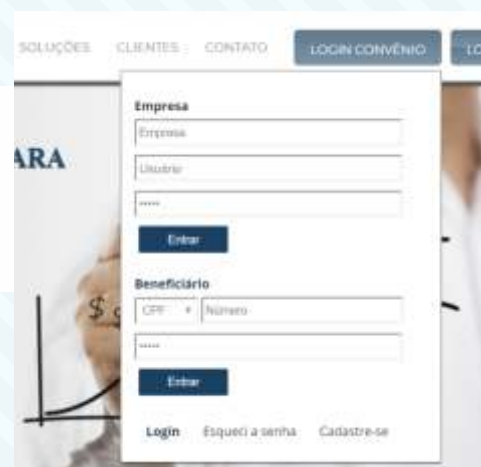 SOLUÇÕES CLIENTES CONTATO LOGIN CONVÊNIO LO
ARA
Empresa
Empresa
Usuário
•••••
Entrar
Beneficiário
CPF Número
$
•••••
Entrar
Login Esqueci a senha Cadastre-se